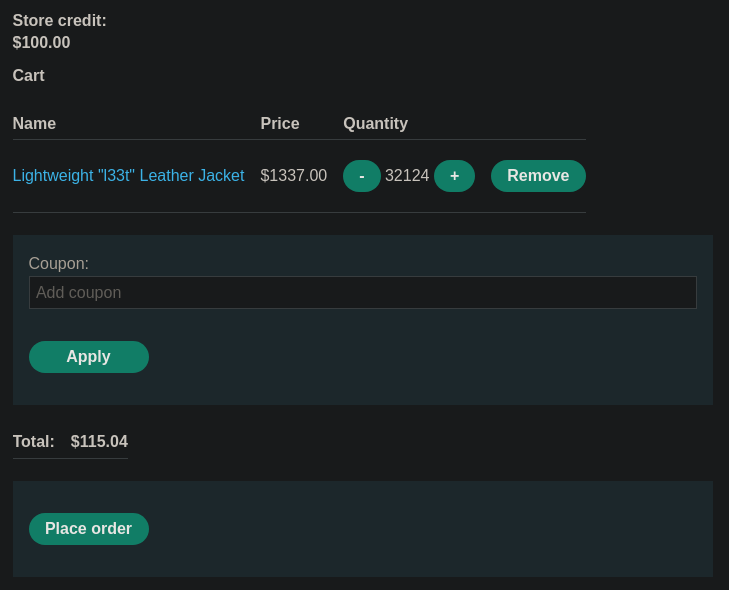 Store credit:
$100.00
Cart
Name Price Quantity
Lightweight "l33t" Leather Jacket $1337.00 - 32124 + Remove
Coupon:
Add coupon
Apply
Total: $115.04
Place order